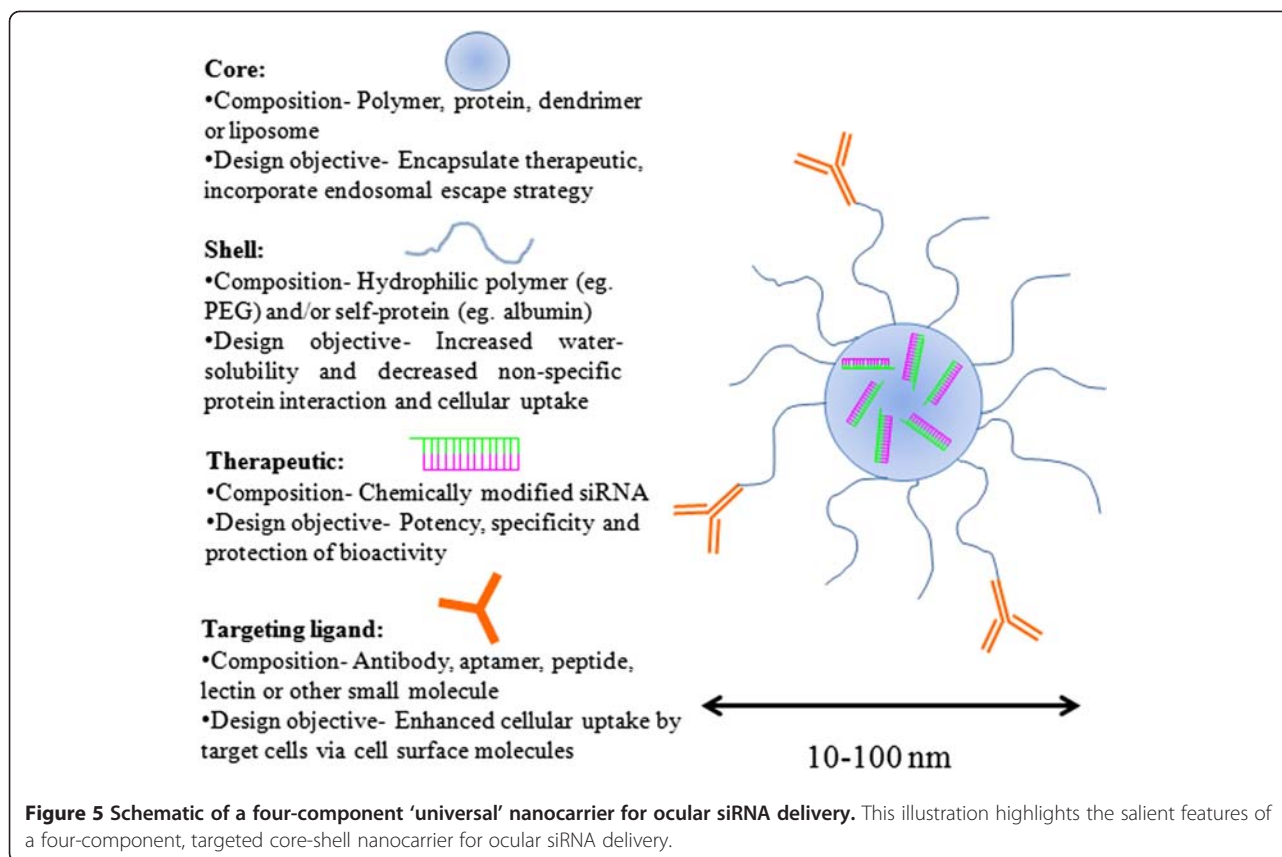 Core:
•Composition- Polymer, protein, dendrimer
or liposome
•Design objective- Encapsulate therapeutic,
incorporate endosomal escape strategy
Shell:
•Composition- Hydrophilic polymer (eg.
PEG) and/or self-protein (eg. albumin)
•Design objective- Increased water-
solubility and decreased non-specific
protein interaction and cellular uptake
Therapeutic:
•Composition- Chemically modified siRNA
•Design objective- Potency, specificity and
protection of bioactivity
Targeting ligand:
•Composition- Antibody, aptamer, peptide,
lectin or other small molecule
•Design objective- Enhanced cellular uptake by
target cells via cell surface molecules
10-100 nm
Figure 5 Schematic of a four-component ‘universal’ nanocarrier for ocular siRNA delivery. This illustration highlights the salient features of
a four-component, targeted core-shell nanocarrier for ocular siRNA delivery.